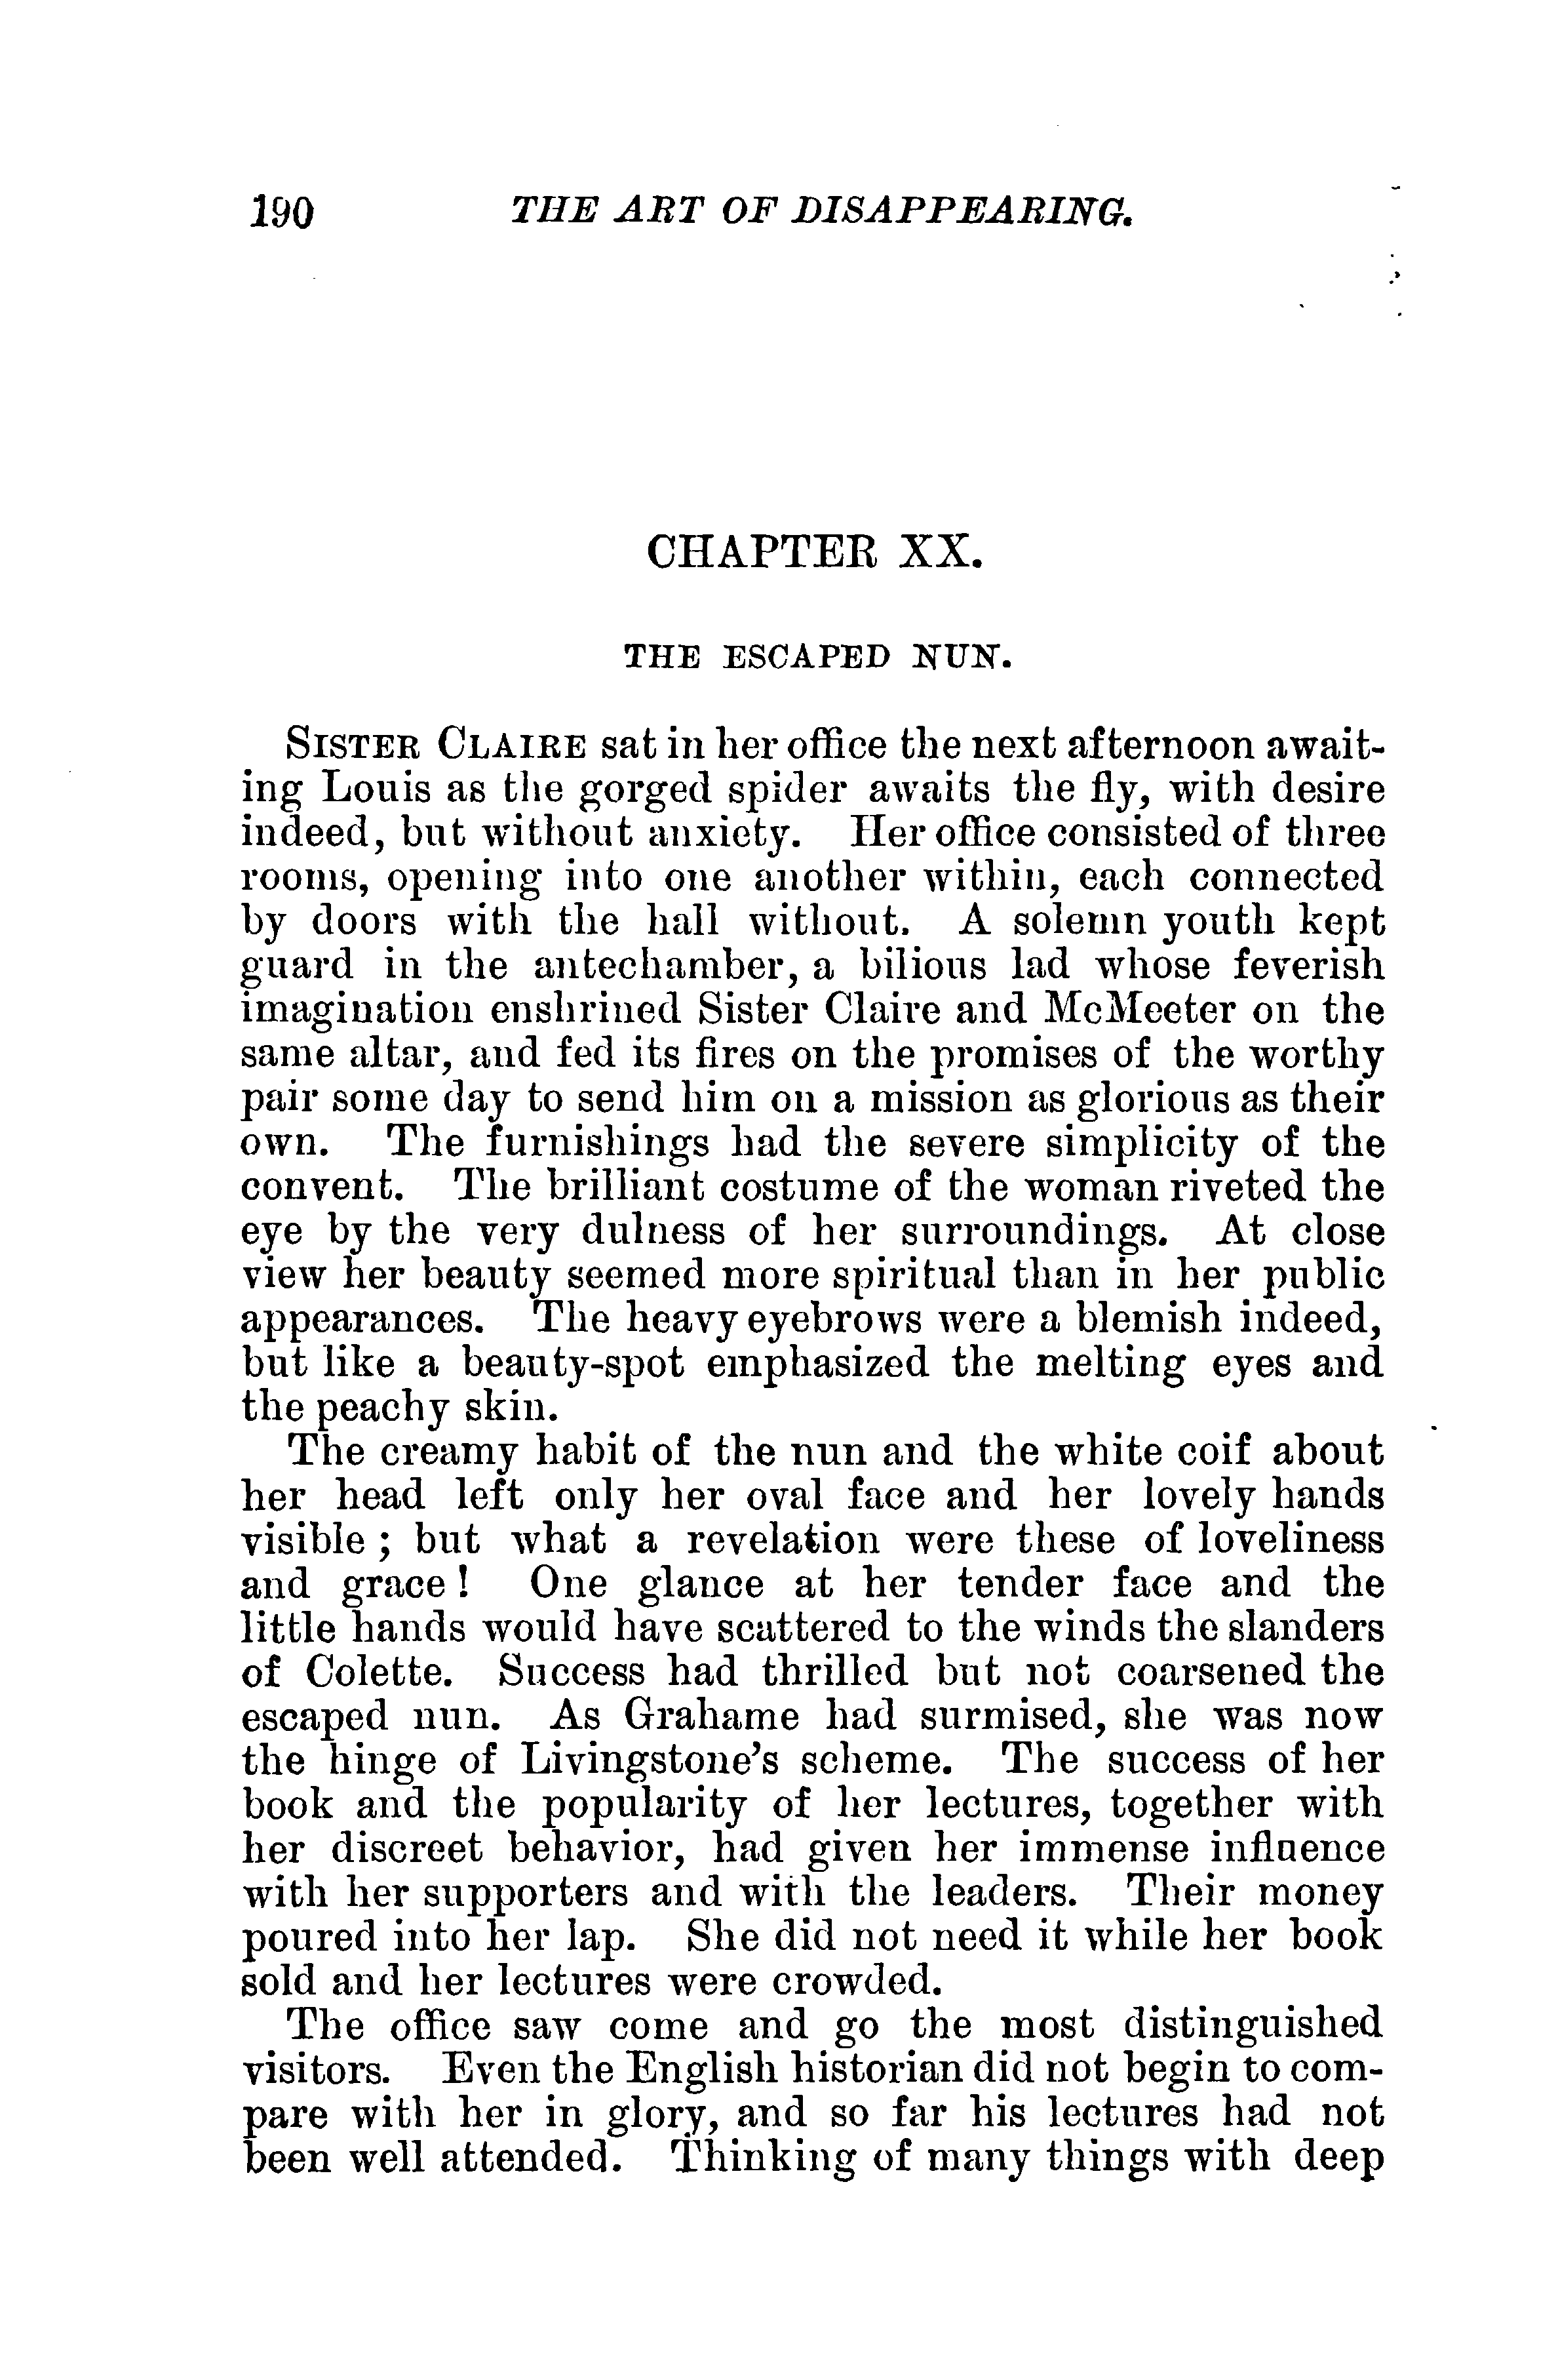 190 THE ART OF DISAPPEARING.
CHAPTER XX.
THE ESCAPED NUN.
SISTER CLAIRE sat in her office the next afternoon await-
ing Louis as the gorged spider awaits the fly, with desire
indeed, but without anxiety. Her office consisted of three
rooms, opening into one another within, each connected
by doors with the hall without. A solemn youth kept
guard in the antechamber, a bilious lad whose feverish
imagination enshrined Sister Claire and McMeeter on the
same altar, and fed its fires on the promises of the worthy
pair some day to send him on a mission as glorious as their
own. The furnishings had the severe simplicity of the
convent. The brilliant costume of the woman riveted the
eye by the very dulness of her surroundings. At close
view her beauty seemed more spiritual than in her public
appearances. The heavy eyebrows were a blemish indeed,
but like a beauty-spot emphasized the melting eyes and
the peachy skin.
The creamy habit of the nun and the white coif about
her head left only her oval face and her lovely hands
visible ; but what a revelation were these of loveliness
and grace ! One glance at her tender face and the
little hands would have scattered to the winds the slanders
of Colette. Success had thrilled but not coarsened the
escaped nun. As Grahame had surmised, she was now
the hinge of Livingstone's scheme. The success of her
book and the popularity of her lectures, together with
her discreet behavior, had given her immense influence
with her supporters and with the leaders. Their money
poured into her lap. She did not need it while her book
sold and her lectures were crowded.
The office saw come and go the most distinguished
visitors. Even the English historian did not begin to com-
pare with her in glory, and so far his lectures had not
been well attended. Thinking of many things with deep